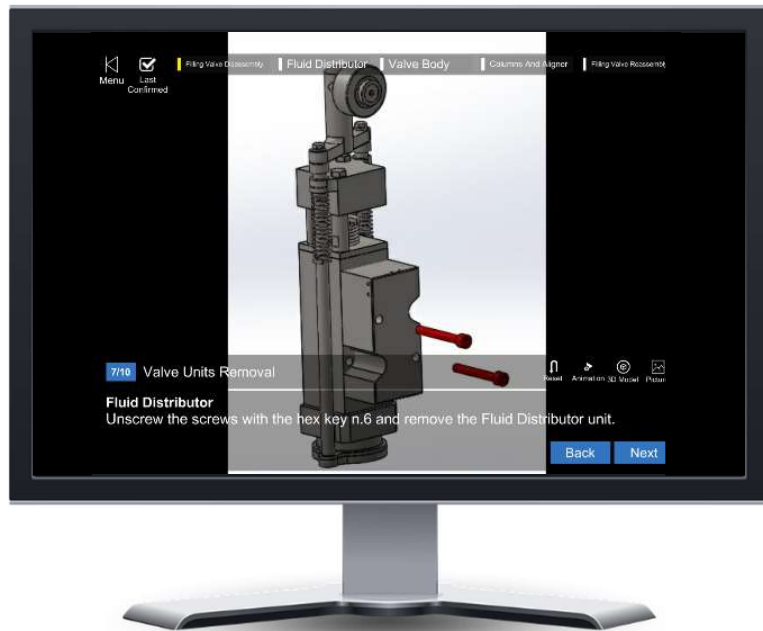 Menu
Last
Confirmed
Filling Valve Disassembly
Fluid Distributor
Valve Body
Columns And Aligner
Filling Valve Reassembly
7/10 Valve Units Removal
Reset
Animation
3D Model
Picture
Fluid Distributor
Unscrew the screws with the hex key n.6 and remove the Fluid Distributor unit.
Back
Next